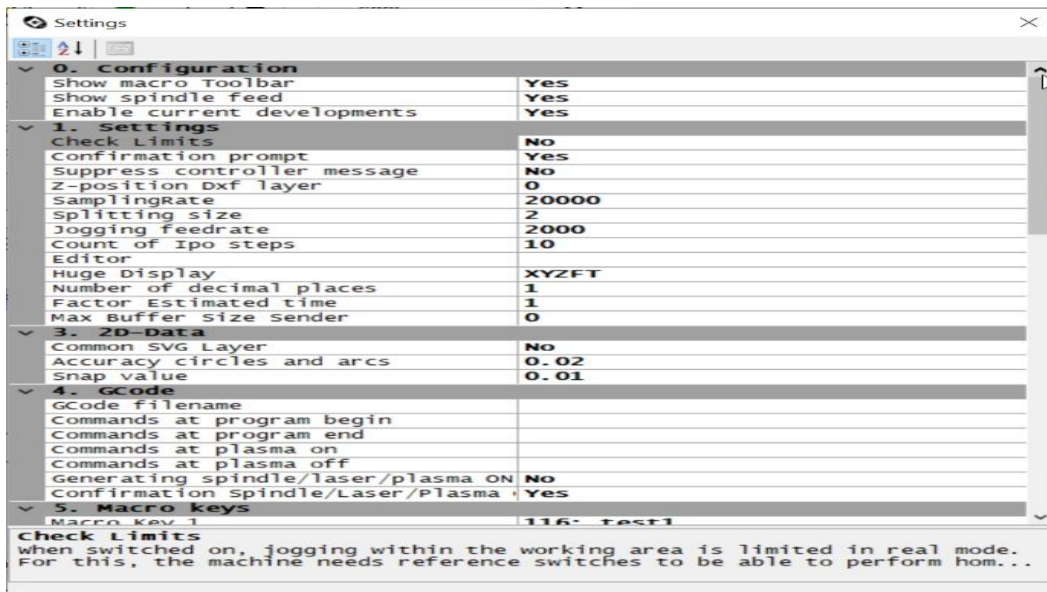 Settings
0. Configuration
Show macro Toolbar Yes
Show spindle feed Yes
Enable current developments Yes
1. Settings
Check Limits No
Confirmation prompt Yes
Suppress controller message No
Z-position Dxf layer 0
SamplingRate 20000
Splitting size 2
Jogging feedrate 2000
Count of Ipo steps 10
Editor
Huge Display XYZFT
Number of decimal places 1
Factor Estimated time 1
Max Buffer Size Sender 0
3. 2D-Data
Common SVG Layer No
Accuracy circles and arcs 0.02
Snap value 0.01
4. GCode
GCode filename
Commands at program begin
Commands at program end
Commands at plasma on
Commands at plasma off
Generating spindle/laser/plasma ON No
Confirmation Spindle/Laser/Plasma Yes
5. Macro keys
Macro Key 1 116: test1
Check Limits
When switched on, jogging within the working area is limited in real mode.
For this, the machine needs reference switches to be able to perform hom...